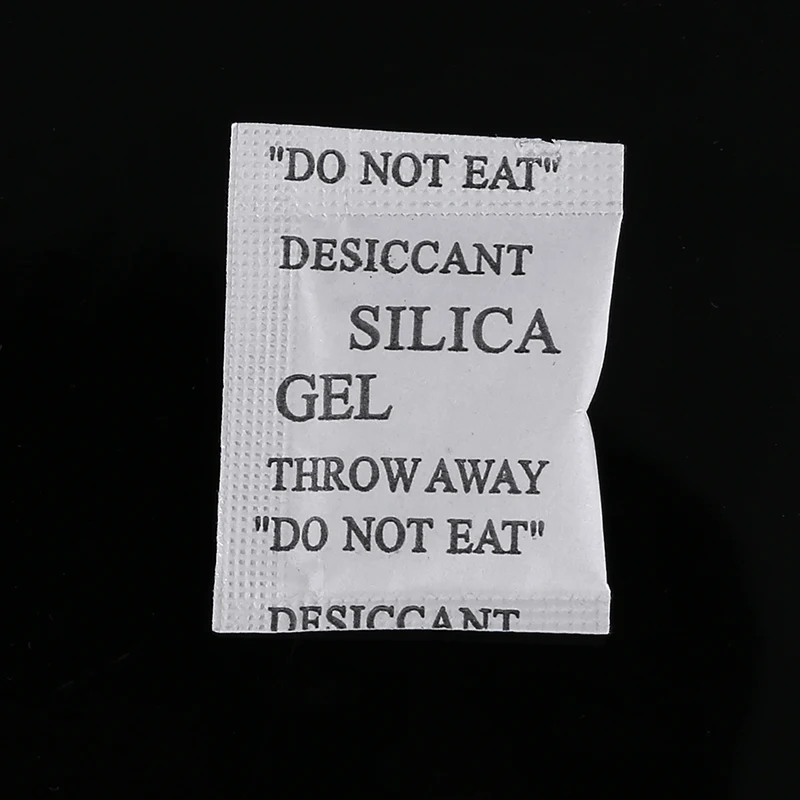 "DO NOT EAT"
DESICCANT
SILICA
GEL
THROW AWAY
"DO NOT EAT"
DESICCANT